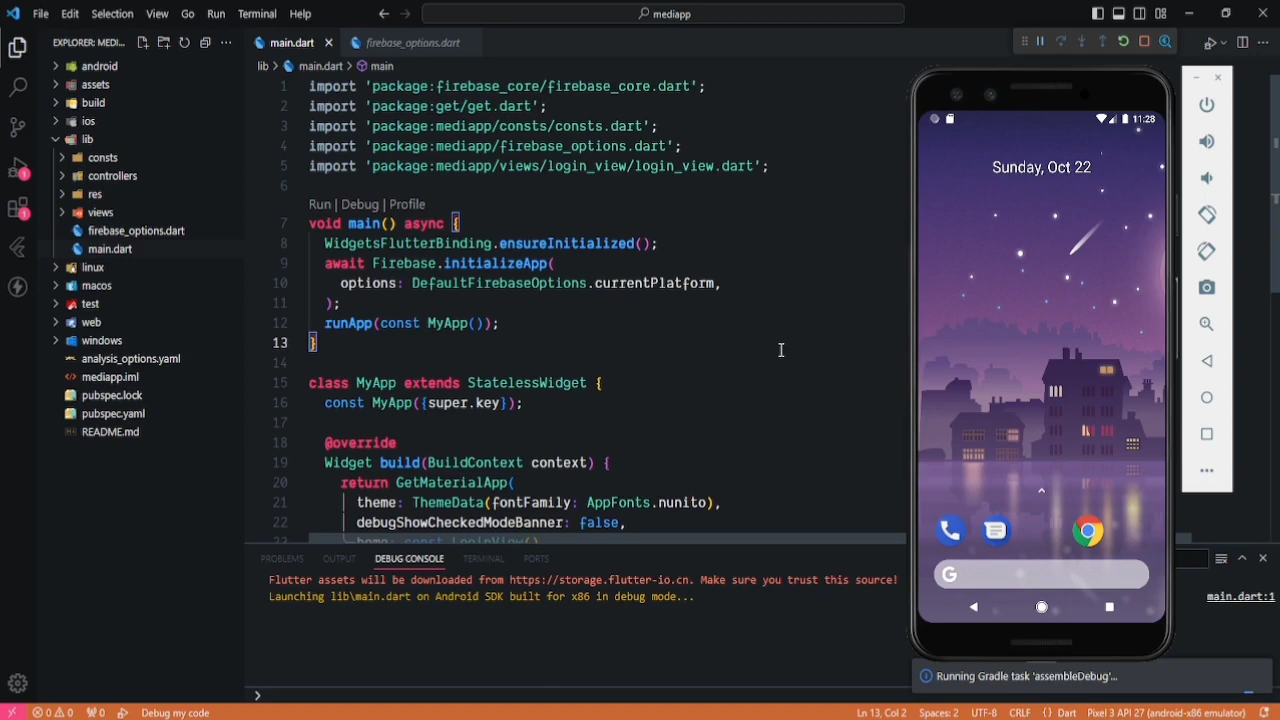 File Edit Selection View Go Run Terminal Help
mediapp
EXPLORER: MEDI...
main.dart
firebase_options.dart
lib > main.dart > main
android
assets
build
ios
lib
consts
controllers
res
views
firebase_options.dart
main.dart
linux
macos
test
web
windows
analysis_options.yaml
mediapp.iml
pubspec.lock
pubspec.yaml
README.md
1 import 'package:firebase_core/firebase_core.dart';
2 import 'package:get/get.dart';
3 import 'package:mediapp/consts/consts.dart';
4 import 'package:mediapp/firebase_options.dart';
5 import 'package:mediapp/views/login_view/login_view.dart';
6
Run | Debug | Profile
7 void main() async {
8 WidgetsFlutterBinding.ensureInitialized();
9 await Firebase.initializeApp(
10 options: DefaultFirebaseOptions.currentPlatform,
11 );
12 runApp(const MyApp());
13 }
14
15 class MyApp extends StatelessWidget {
16 const MyApp({super.key});
17
18 @override
19 Widget build(BuildContext context) {
20 return GetMaterialApp(
21 theme: ThemeData(fontFamily: AppFonts.nunito),
22 debugShowCheckedModeBanner: false,
23 home: const LoginView()
PROBLEMS OUTPUT DEBUG CONSOLE TERMINAL PORTS
Flutter assets will be downloaded from https://storage.flutter-io.cn. Make sure you trust this source!
Launching lib\main.dart on Android SDK built for x86 in debug mode...
main.dart:1
11:28
Sunday, Oct 22
G
Running Gradle task 'assembleDebug'...
1
1
0 0 0 Debug my code
Ln 13, Col 2 Spaces: 2 UTF-8 CRLF {} Dart Pixel 3 API 27 (android-x86 emulator)